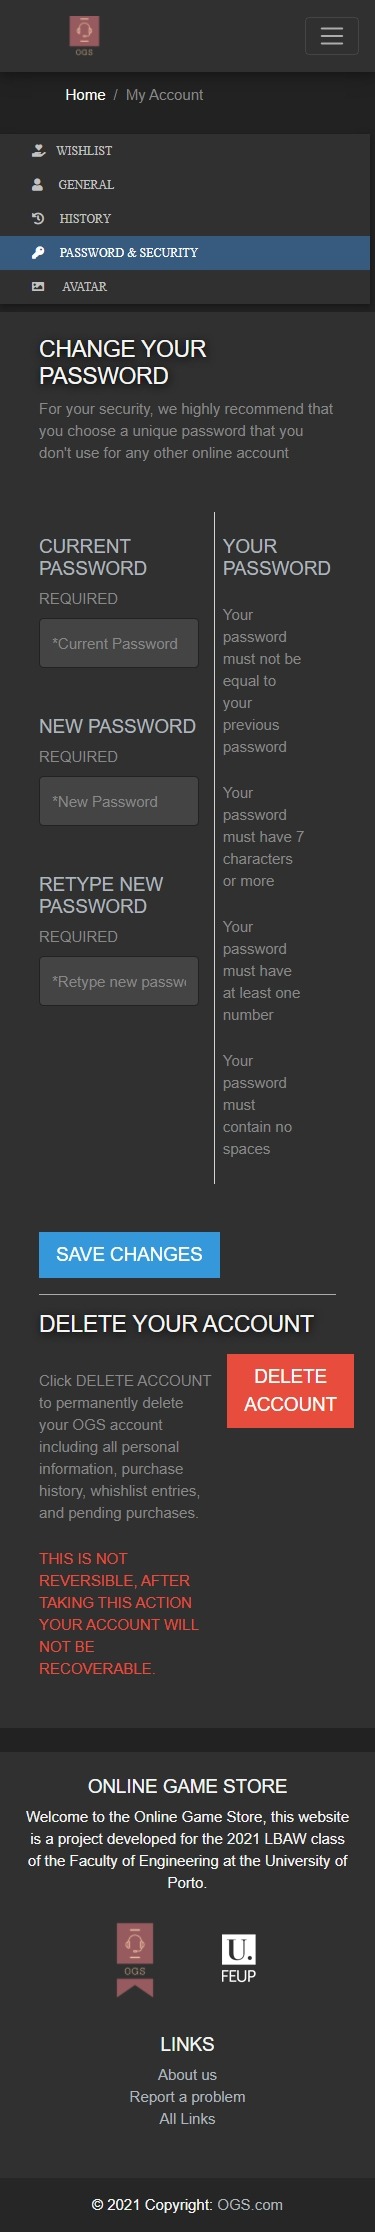 OGS
Home / My Account
WISHLIST
GENERAL
HISTORY
PASSWORD & SECURITY
AVATAR
CHANGE YOUR
PASSWORD
For your security, we highly recommend that
you choose a unique password that you
don't use for any other online account
CURRENT
PASSWORD
REQUIRED
*Current Password
NEW PASSWORD
REQUIRED
*New Password
RETYPE NEW
PASSWORD
REQUIRED
*Retype new passw
YOUR
PASSWORD
Your
password
must not be
equal to
your
previous
password
Your
password
must have 7
characters
or more
Your
password
must have
at least one
number
Your
password
must
contain no
spaces
SAVE CHANGES
DELETE YOUR ACCOUNT
Click DELETE ACCOUNT
to permanently delete
your OGS account
including all personal
information, purchase
history, whishlist entries,
and pending purchases.
THIS IS NOT
REVERSIBLE, AFTER
TAKING THIS ACTION
YOUR ACCOUNT WILL
NOT BE
RECOVERABLE.
DELETE
ACCOUNT
ONLINE GAME STORE
Welcome to the Online Game Store, this website
is a project developed for the 2021 LBAW class
of the Faculty of Engineering at the University of
Porto.
OGS
U.
FEUP
LINKS
About us
Report a problem
All Links
© 2021 Copyright: OGS.com